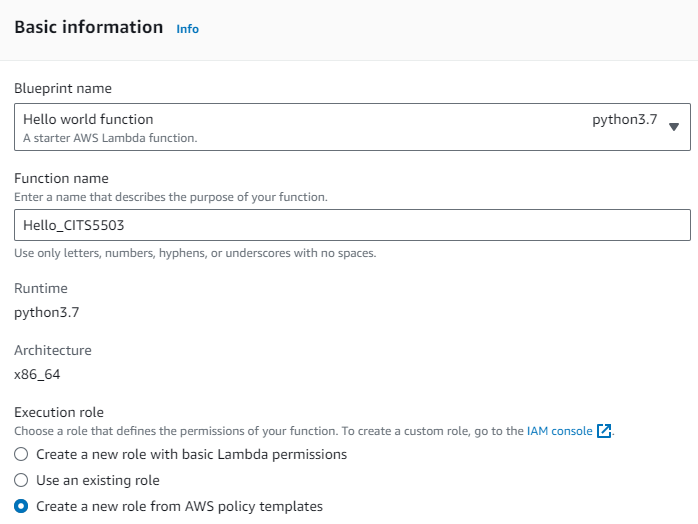 Basic information Info
Blueprint name
Hello world function python3.7
A starter AWS Lambda function.
Function name
Enter a name that describes the purpose of your function.
Hello_CITS5503
Use only letters, numbers, hyphens, or underscores with no spaces.
Runtime
python3.7
Architecture
x86_64
Execution role
Choose a role that defines the permissions of your function. To create a custom role, go to the IAM console.
Create a new role with basic Lambda permissions
Use an existing role
Create a new role from AWS policy templates